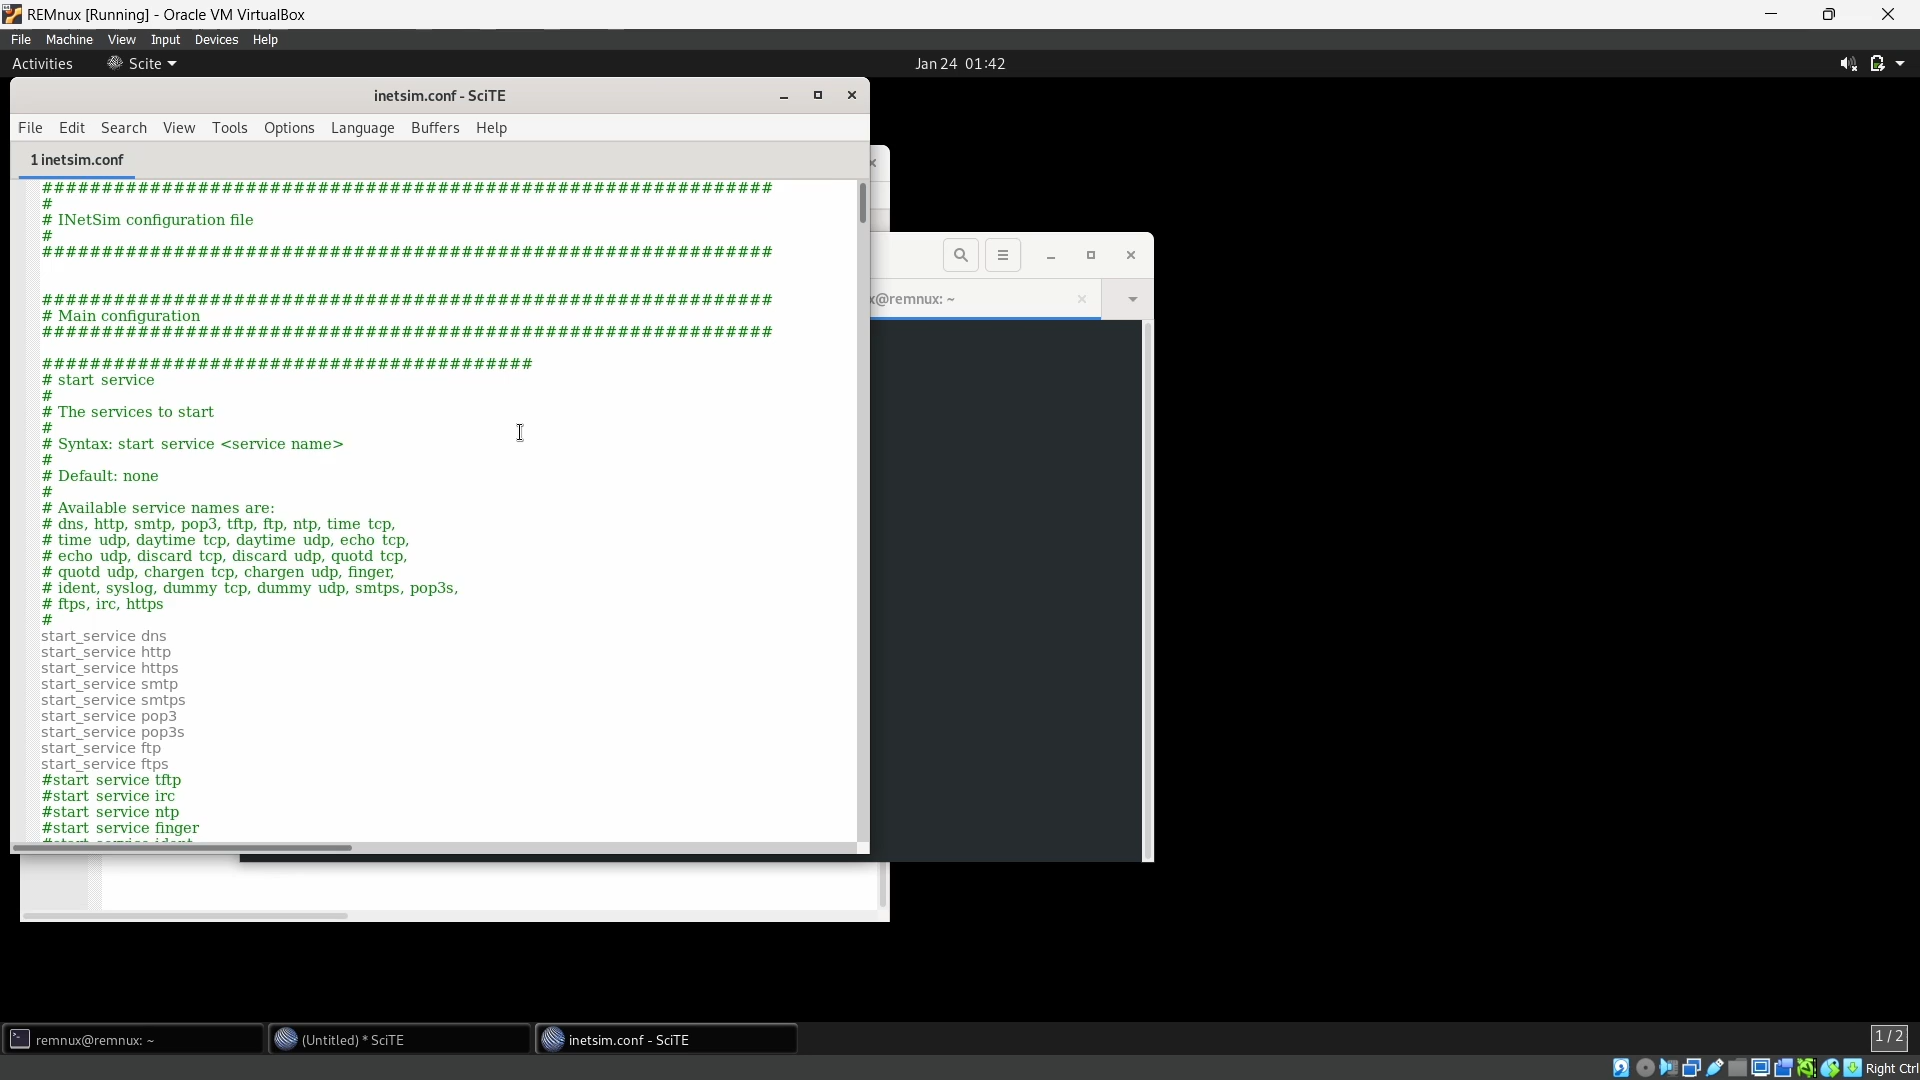 REMnux [Running] - Oracle VM VirtualBox
File Machine View Input Devices Help
Activities Scite Jan 24 01:42
inetsim.conf - SciTE
File Edit Search View Tools Options Language Buffers Help
1 inetsim.conf
#############################################################
#
# INetSim configuration file
#
#############################################################
#############################################################
# Main configuration
#############################################################
#########################################
# start service
#
# The services to start
#
# Syntax: start service <service name>
#
# Default: none
#
# Available service names are:
# dns, http, smtp, pop3, tftp, ftp, ntp, time tcp,
# time udp, daytime tcp, daytime udp, echo tcp,
# echo udp, discard tcp, discard udp, quotd tcp,
# quotd udp, chargen tcp, chargen udp, finger,
# ident, syslog, dummy tcp, dummy udp, smtps, pop3s,
# ftps, irc, https
#
start_service dns
start_service http
start_service https
start_service smtp
start_service smtps
start_service pop3
start_service pop3s
start_service ftp
start_service ftps
#start service tftp
#start service irc
#start service ntp
#start service finger
x@remnux: ~
remnux@remnux: ~
(Untitled) * SciTE
inetsim.conf - SciTE
1 / 2
Right Ctrl